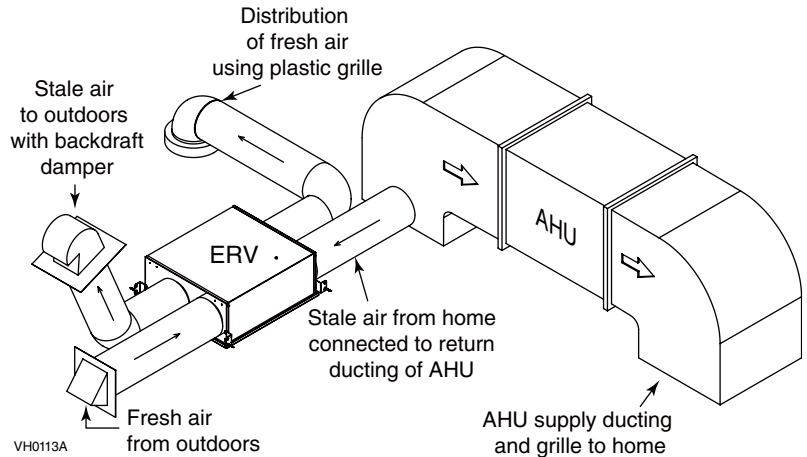 Distribution
of fresh air
using plastic grille
Stale air
to outdoors
with backdraft
damper
AHU
ERV
Stale air from home
connected to return
ducting of AHU
Fresh air
from outdoors
AHU supply ducting
and grille to home
VH0113A